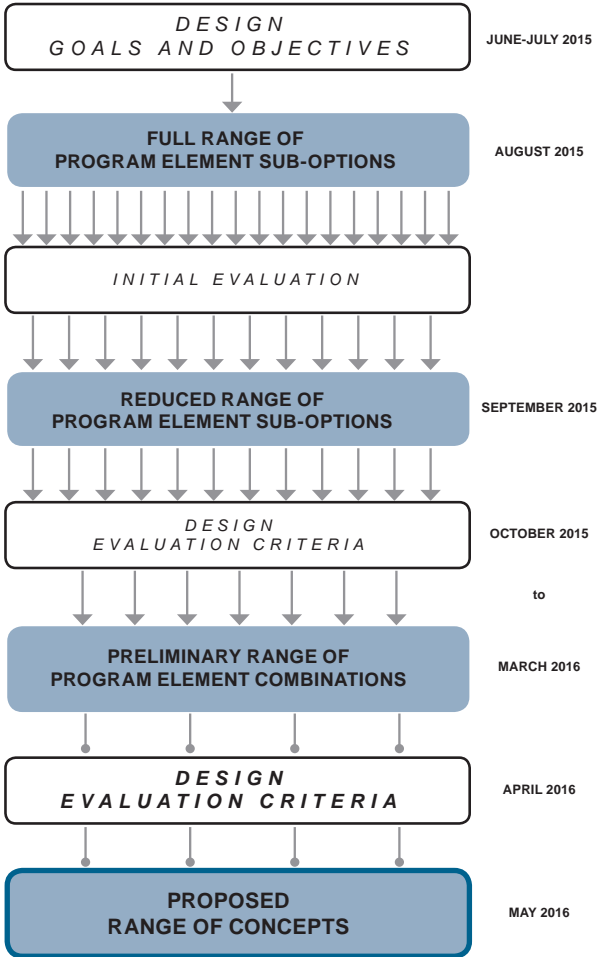 DESIGN
GOALS AND OBJECTIVES
JUNE-JULY 2015
FULL RANGE OF
PROGRAM ELEMENT SUB-OPTIONS
AUGUST 2015
INITIAL EVALUATION
REDUCED RANGE OF
PROGRAM ELEMENT SUB-OPTIONS
SEPTEMBER 2015
DESIGN
EVALUATION CRITERIA
OCTOBER 2015
to
PRELIMINARY RANGE OF
PROGRAM ELEMENT COMBINATIONS
MARCH 2016
DESIGN
EVALUATION CRITERIA
APRIL 2016
PROPOSED
RANGE OF CONCEPTS
MAY 2016